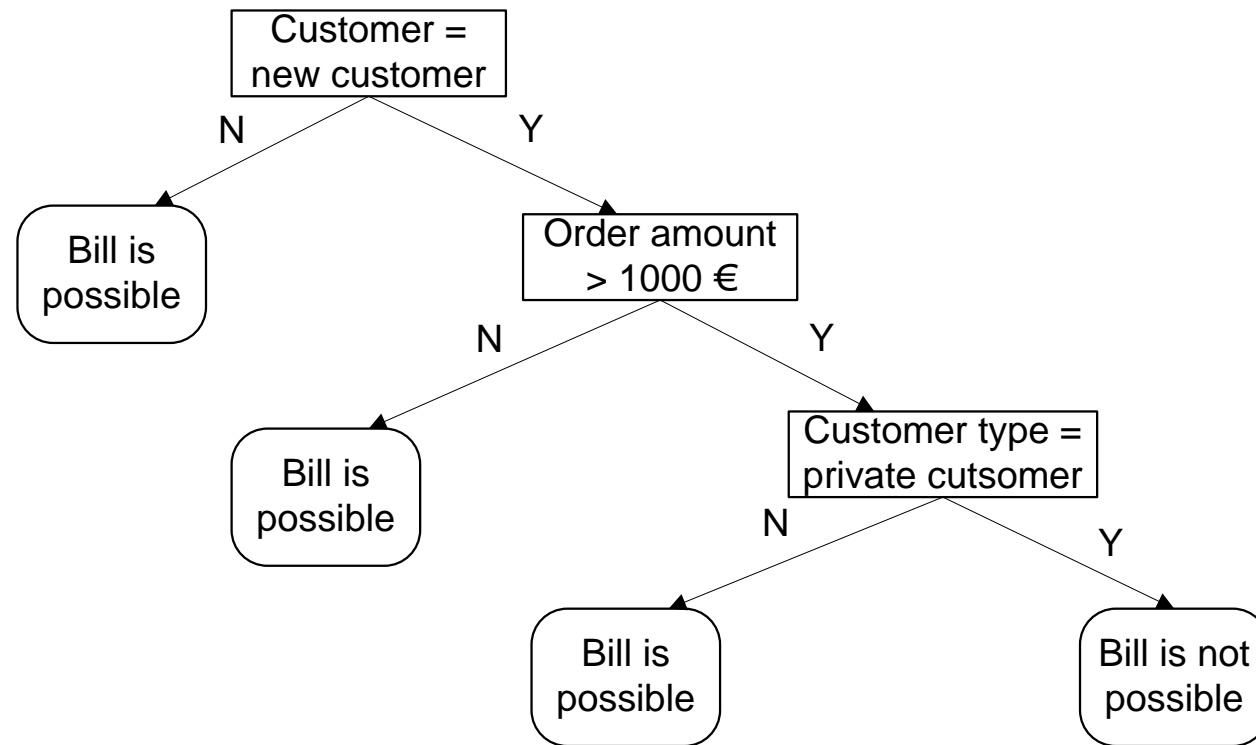 Customer =
new customer
N
Y
Bill is
possible
Order amount
> 1000 €
N
Y
Bill is
possible
Customer type =
private cutsomer
N
Y
Bill is
possible
Bill is not
possible